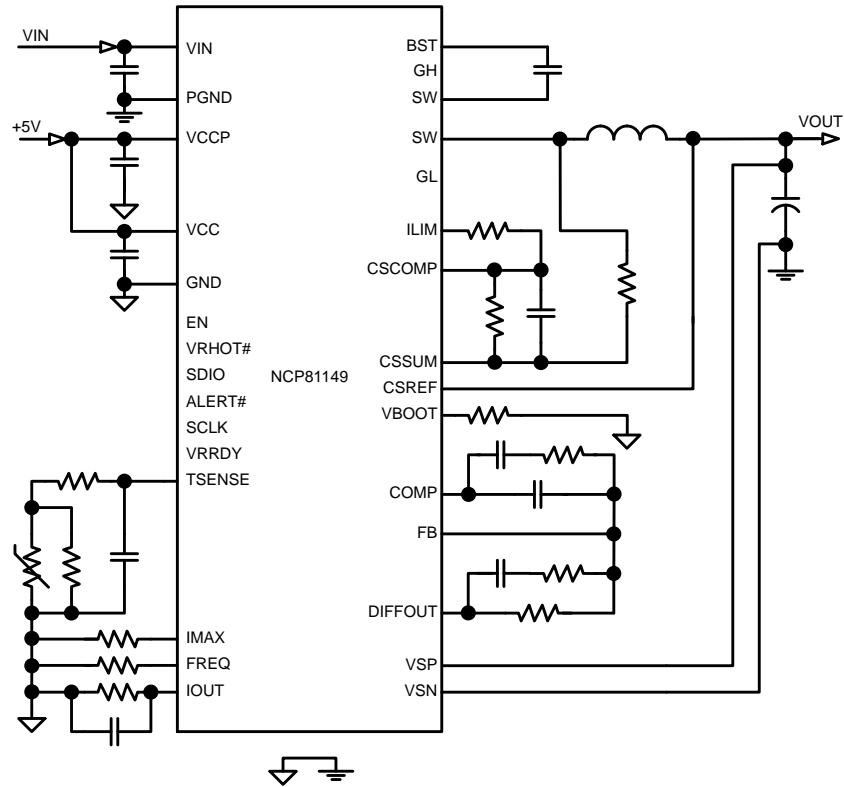 VIN
+5V
VIN
PGND
VCCP
VCC
GND
EN
VRHOT#
SDIO
ALERT#
SCLK
VRRDY
TSENSE
IMAX
FREQ
IOUT
NCP81149
BST
GH
SW
SW
GL
ILIM
CSCOMP
CSSUM
CSREF
VBOOT
COMP
FB
DIFFOUT
VSP
VSN
VOUT